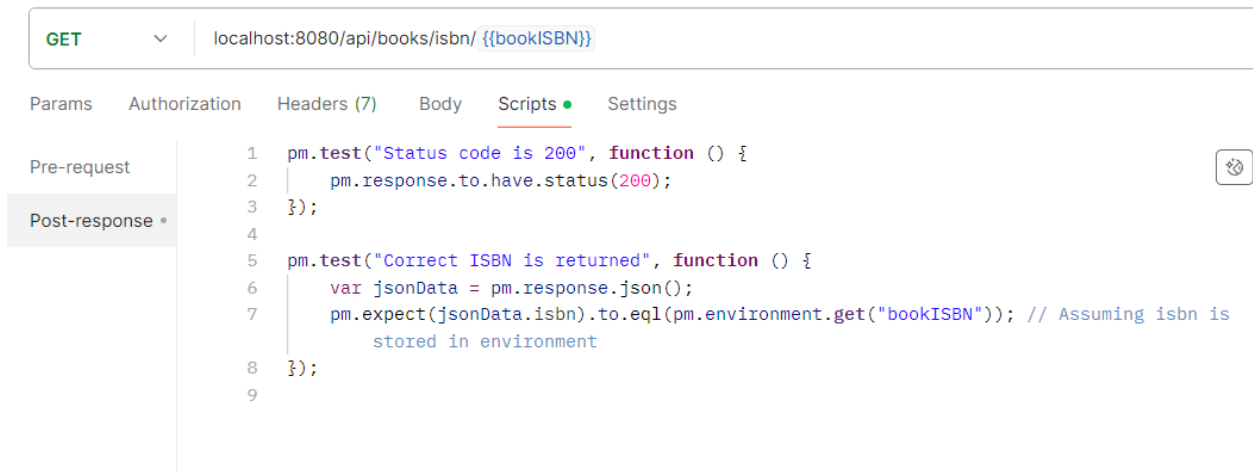 GET localhost:8080/api/books/isbn/ {{bookISBN}}
Params Authorization Headers (7) Body Scripts Settings
Pre-request
Post-response
1 pm.test("Status code is 200", function () {
2 pm.response.to.have.status(200);
3 });
4
5 pm.test("Correct ISBN is returned", function () {
6 var jsonData = pm.response.json();
7 pm.expect(jsonData.isbn).to.eql(pm.environment.get("bookISBN")); // Assuming isbn is
stored in environment
8 });
9